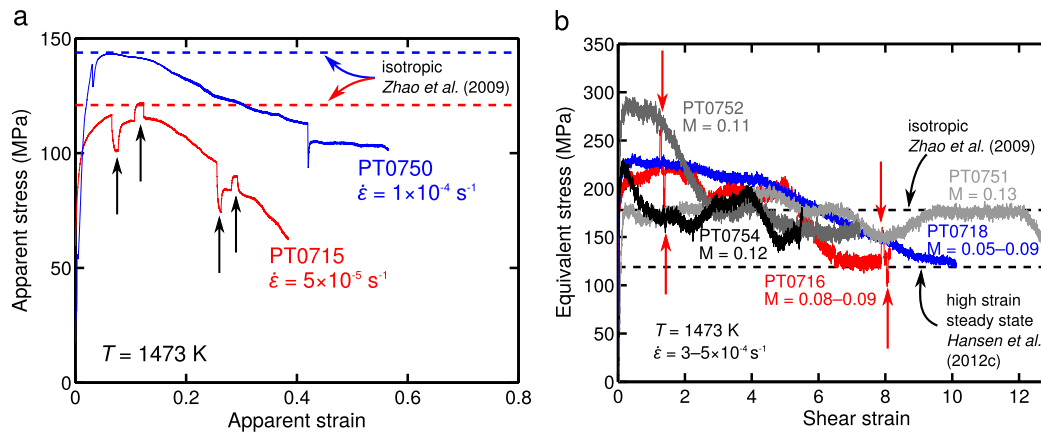 a
150
100
50
0
0
0.2
0.4
0.6
0.8
Apparent stress (MPa)
Apparent strain
isotropic
Zhao et al. (2009)
PT0750
ε̇ = 1×10⁻⁴ s⁻¹
PT0715
ε̇ = 5×10⁻⁵ s⁻¹
T = 1473 K
b
350
300
250
200
150
100
50
0
0
2
4
6
8
10
12
Equivalent stress (MPa)
Shear strain
PT0752
M = 0.11
isotropic
Zhao et al. (2009)
PT0751
M = 0.13
PT0718
M = 0.05–0.09
PT0754
M = 0.12
PT0716
M = 0.08–0.09
high strain
steady state
Hansen et al.
(2012c)
T = 1473 K
ε̇ = 3–5×10⁻⁴ s⁻¹